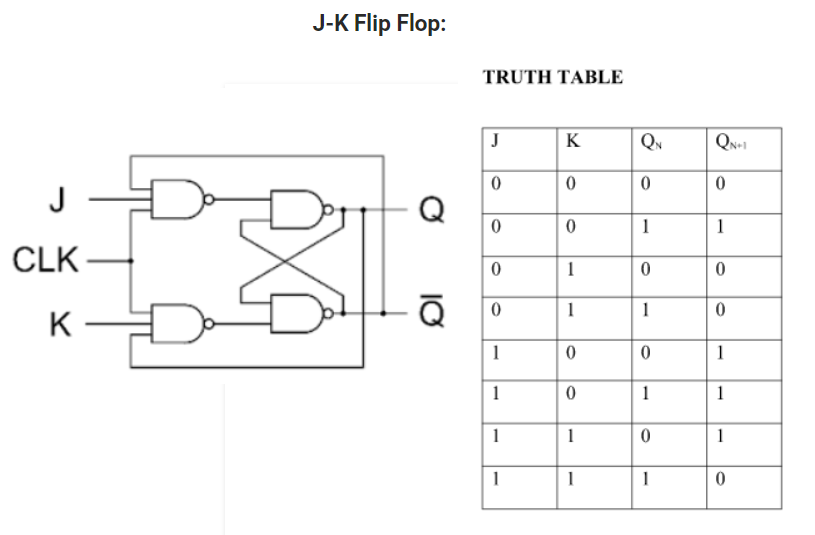 J-K Flip Flop:
TRUTH TABLE
J
CLK
K
Q
Q̅
J K QN QN+1
0 0 0 0
0 0 1 1
0 1 0 0
0 1 1 0
1 0 0 1
1 0 1 1
1 1 0 1
1 1 1 0